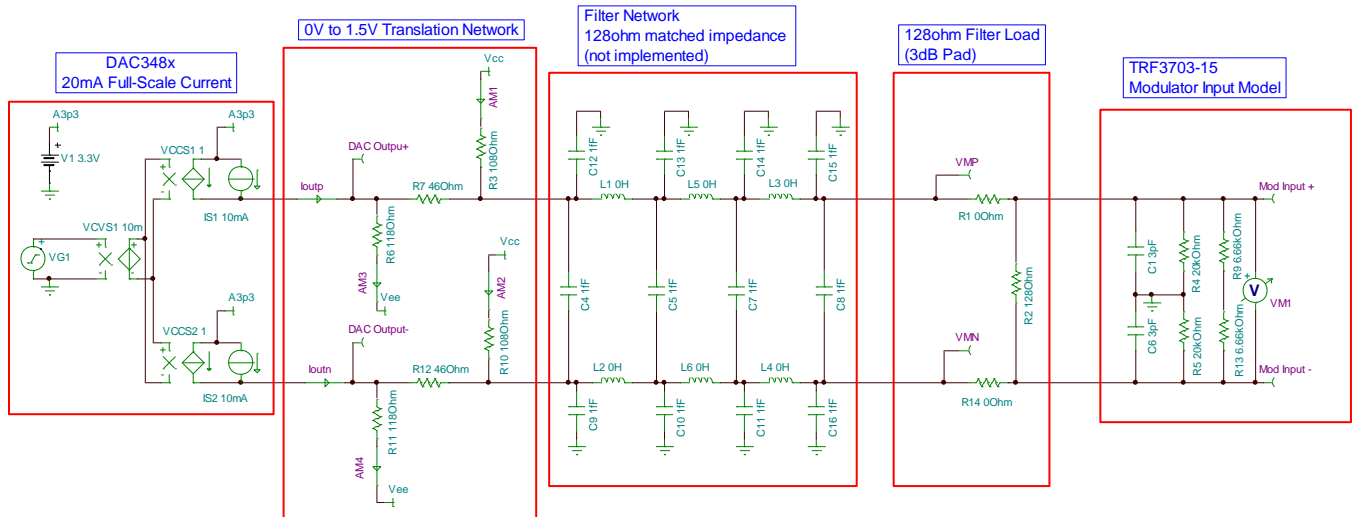 DAC348x
20mA Full-Scale Current
0V to 1.5V Translation Network
Filter Network
128ohm matched impedance
(not implemented)
128ohm Filter Load
(3dB Pad)
TRF3703-15
Modulator Input Model
A3p3
V1 3.3V
+
A3p3
VCCS1 1
+
-
IS1 10mA
VCVS1 10m
+
-
VG1
+
A3p3
VCCS2 1
+
-
IS2 10mA
Ioutp
Ioutn
DAC Outpu+
R7 46Ohm
R6 118Ohm
AM3
Vee
Vcc
AM1
R3 108Ohm
Vcc
AM2
R10 108Ohm
DAC Output-
R12 46Ohm
R11 118Ohm
AM4
Vee
C12 1fF
C13 1fF
C14 1fF
C15 1fF
L1 0H
L5 0H
L3 0H
C4 1fF
C5 1fF
C7 1fF
C8 1fF
L2 0H
L6 0H
L4 0H
C9 1fF
C10 1fF
C11 1fF
C16 1fF
VMP
R1 0Ohm
R2 128Ohm
VMN
R14 0Ohm
Mod Input +
C1 3pF
R4 20kOhm
R9 6.66kOhm
C6 3pF
R5 20kOhm
R13 6.66kOhm
+
V
VM1
Mod Input -